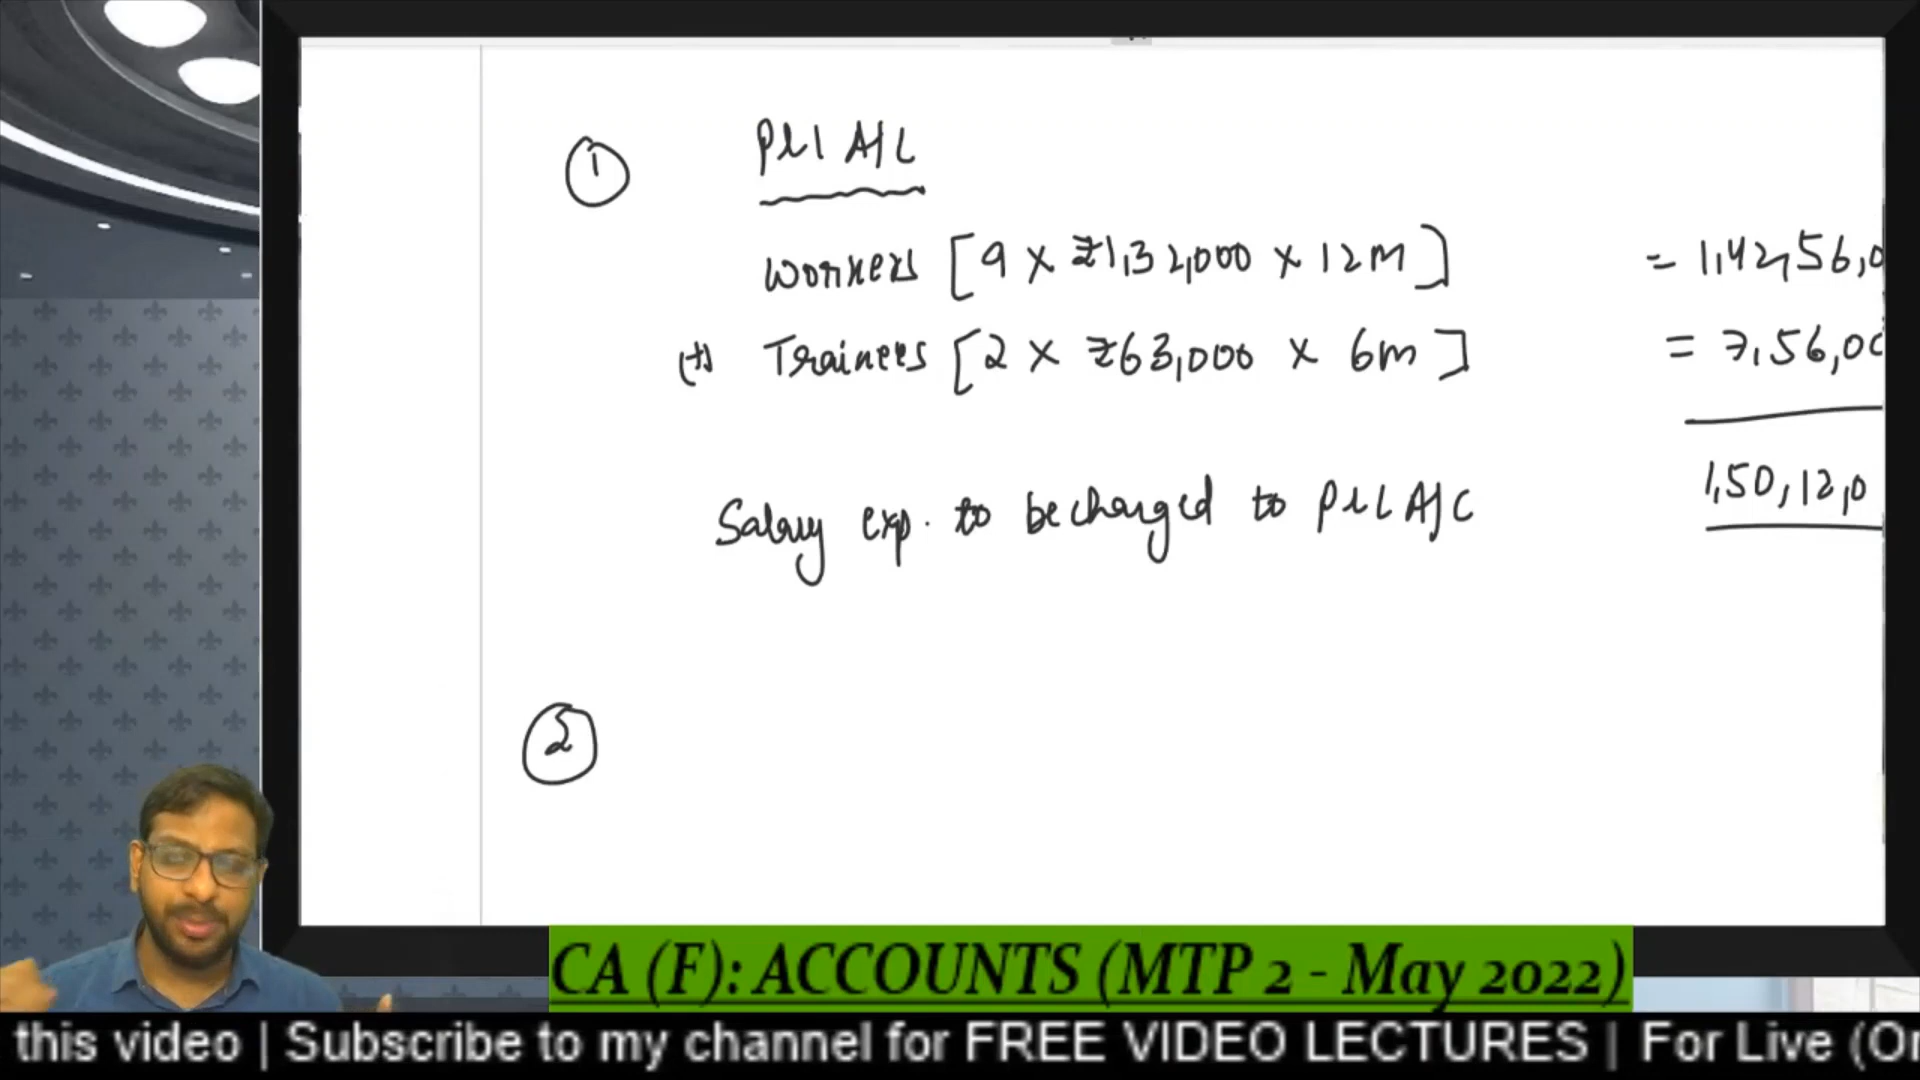 1 P&L A/C
Workers [9 X ₹1,32,000 X 12m] = 1,42,56,0
(+) Trainees [2 X ₹63,000 X 6m] = 7,56,00
Salary exp. to be charged to P&L A/C 1,50,12,0
2
CA (F): ACCOUNTS (MTP 2 - May 2022)
this video | Subscribe to my channel for FREE VIDEO LECTURES | For Live (Or